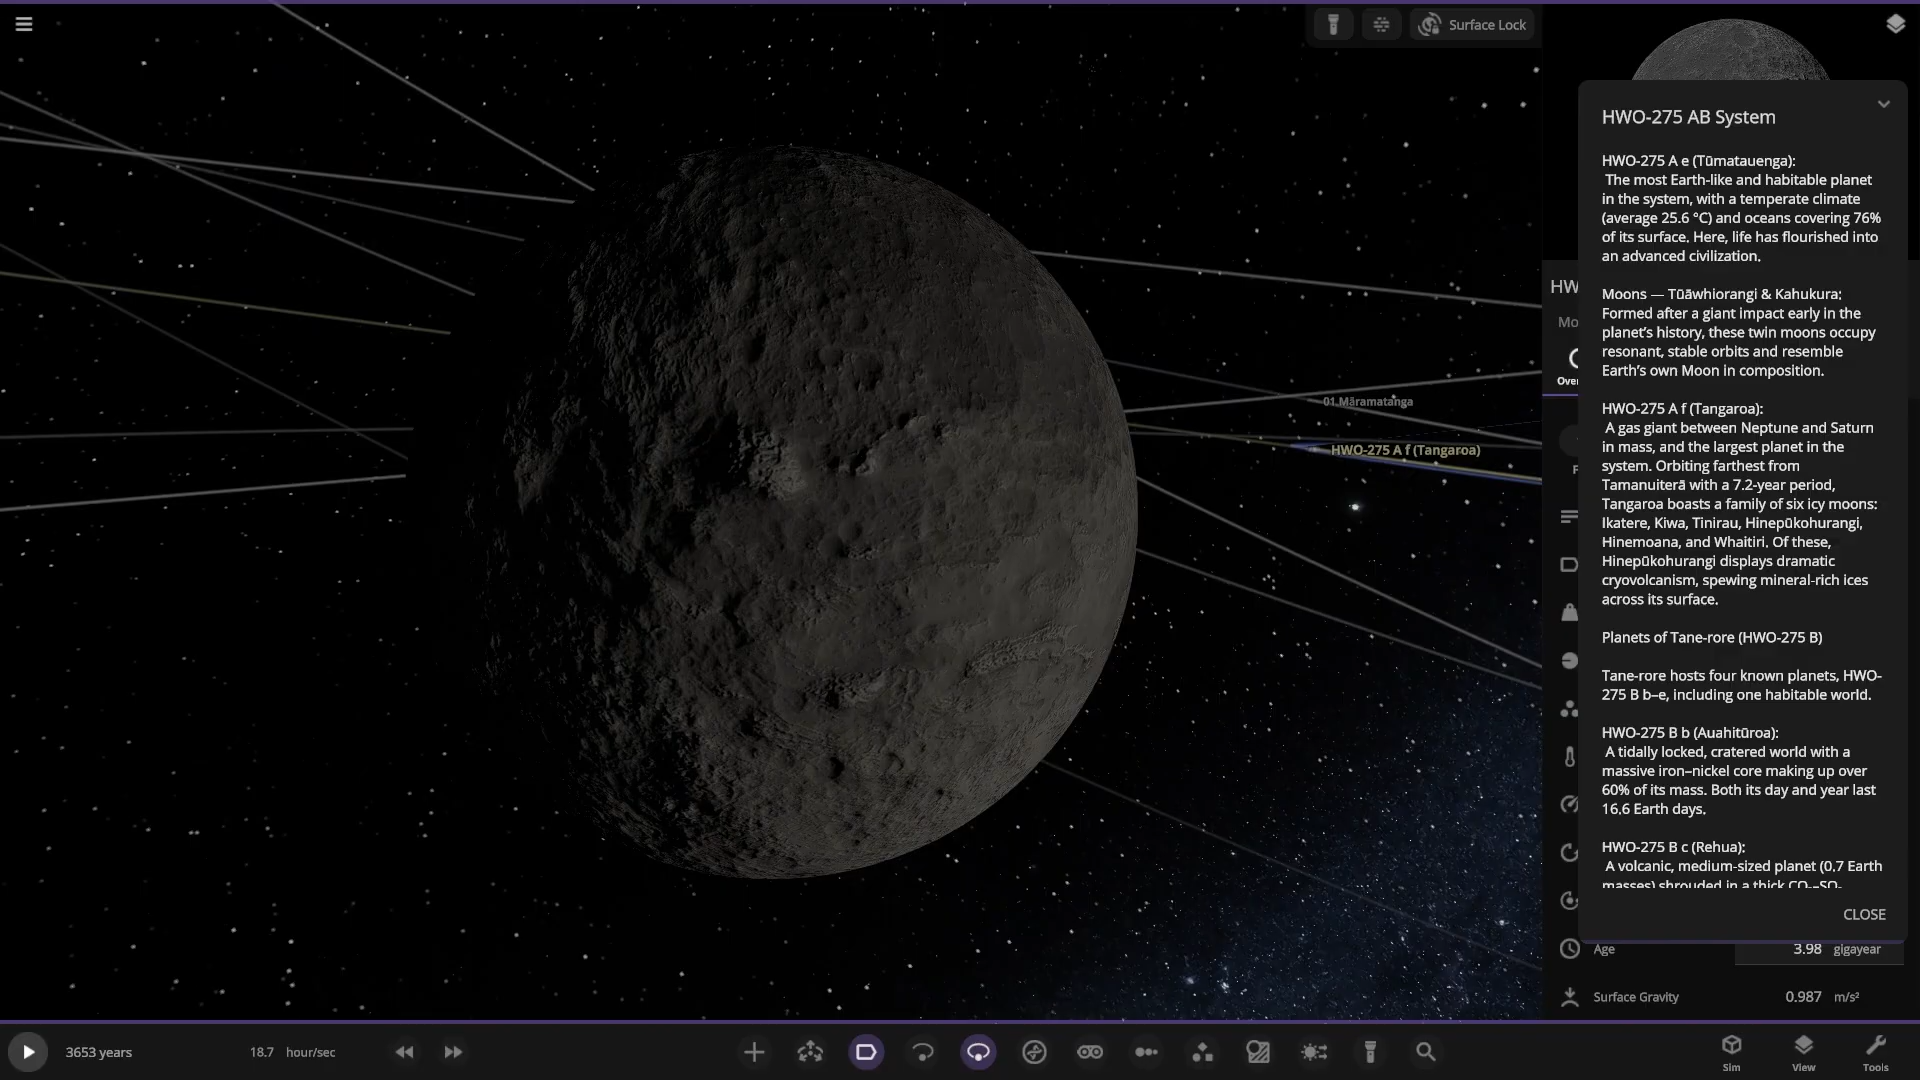 Surface Lock
HWO-275 AB System
HWO-275 A e (Tūmatauenga):
The most Earth-like and habitable planet
in the system, with a temperate climate
(average 25.6 °C) and oceans covering 76%
of its surface. Here, life has flourished into
an advanced civilization.
Moons — Tūāwhiorangi & Kahukura:
Formed after a giant impact early in the
planet's history, these twin moons occupy
resonant, stable orbits and resemble
Earth's own Moon in composition.
HWO-275 A f (Tangaroa):
A gas giant between Neptune and Saturn
in mass, and the largest planet in the
system. Orbiting farthest from
Tamanuiterā with a 7.2-year period,
Tangaroa boasts a family of six icy moons:
Ikatere, Kiwa, Tinirau, Hinepūkohurangi,
Hinemoana, and Whaitiri. Of these,
Hinepūkohurangi displays dramatic
cryovolcanism, spewing mineral-rich ices
across its surface.
Planets of Tane-rore (HWO-275 B)
Tane-rore hosts four known planets, HWO-
275 B b–e, including one habitable world.
HWO-275 B b (Auahitūroa):
A tidally locked, cratered world with a
massive iron–nickel core making up over
60% of its mass. Both its day and year last
16.6 Earth days.
HWO-275 B c (Rehua):
A volcanic, medium-sized planet (0.7 Earth
masses) shrouded in a thick CO₂–SO₂-
CLOSE
HW
Mo
Over
01 Māramatanga
HWO-275 A f (Tangaroa)
Age 3.98 gigayear
Surface Gravity 0.987 m/s²
3653 years 18.7 hour/sec
Sim View Tools